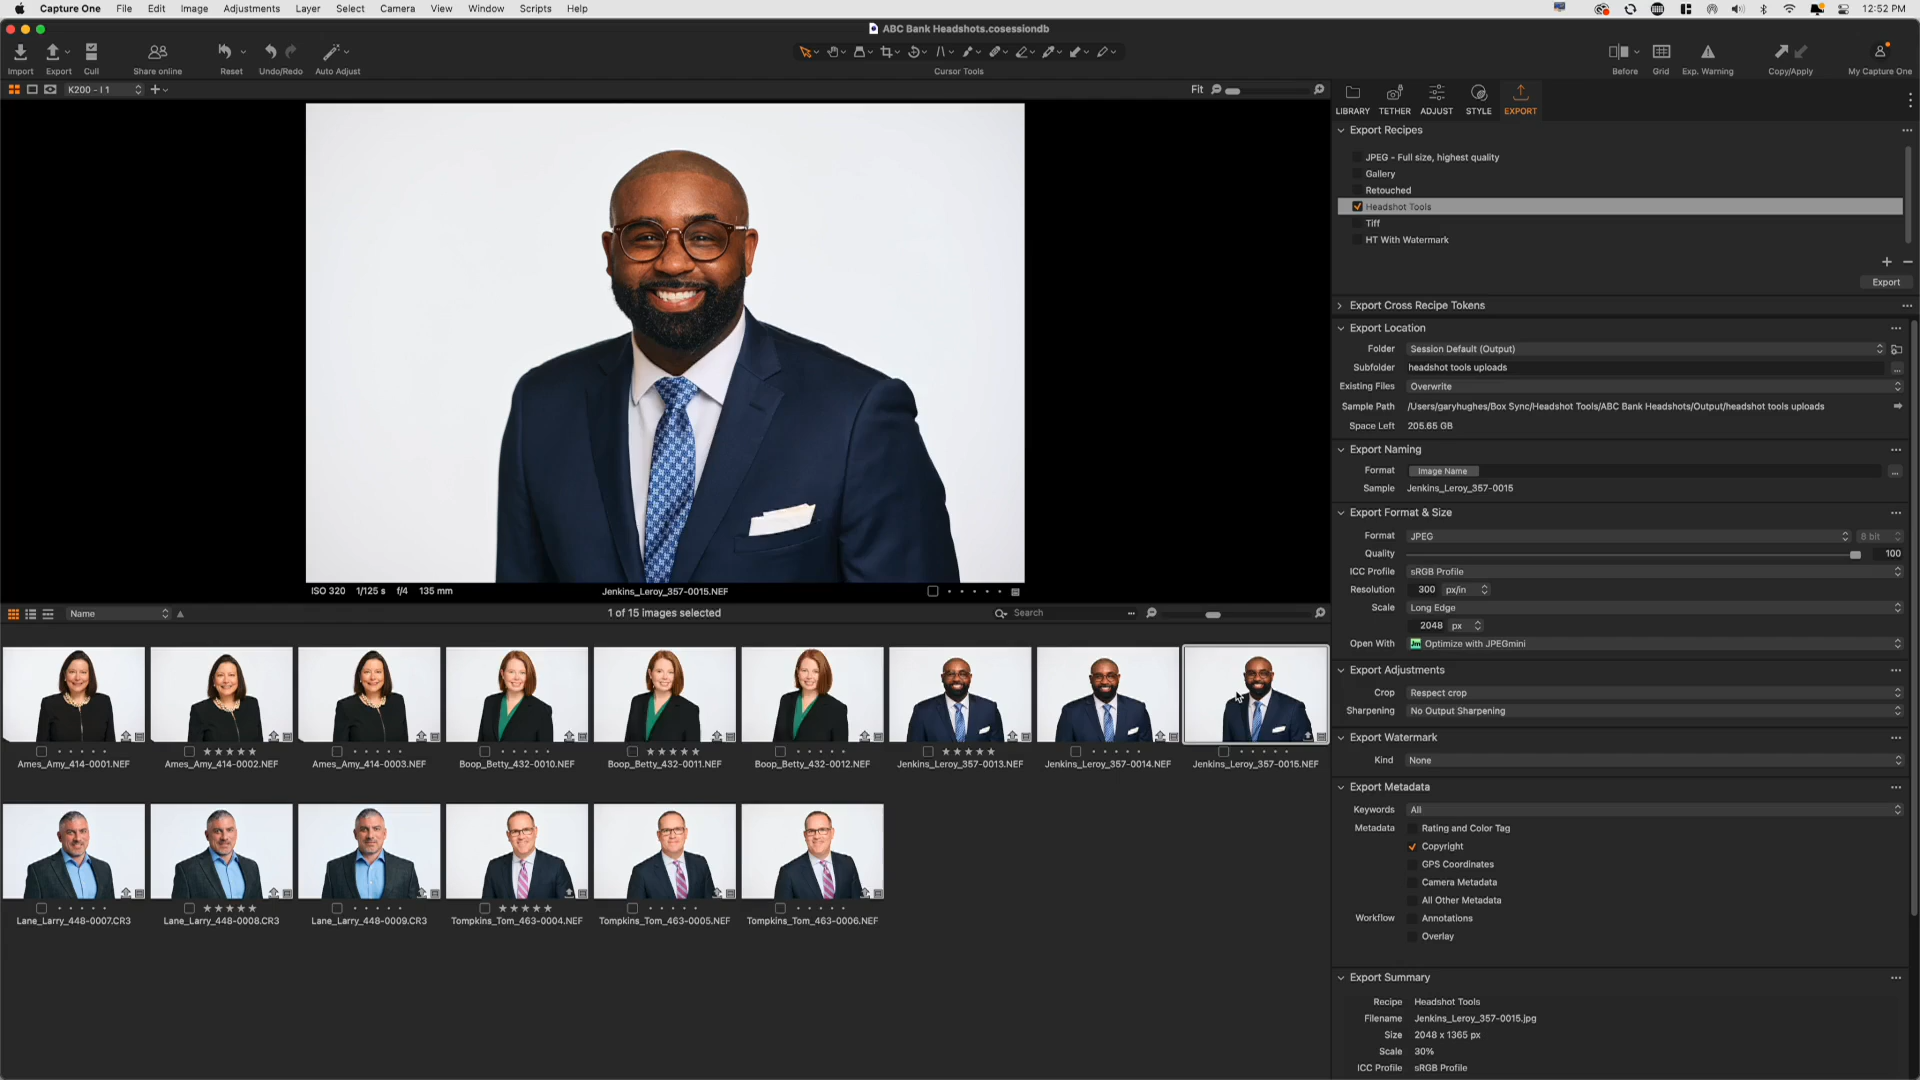 Capture One File Edit Image Adjustments Layer Select Camera View Window Scripts Help 12:52 PM
ABC Bank Headshots.cosessiondb
Import Export Cull Share online Reset Undo/Redo Auto Adjust Cursor Tools Before Grid Exp. Warning Copy/Apply My Capture One
K200 - I 1 Fit
LIBRARY TETHER ADJUST STYLE EXPORT
Export Recipes
JPEG - Full size, highest quality
Gallery
Retouched
Headshot Tools
Tiff
HT With Watermark
Export
Export Cross Recipe Tokens
Export Location
Folder Session Default (Output)
Subfolder headshot tools uploads
Existing Files Overwrite
Sample Path /Users/garyhughes/Box Sync/Headshot Tools/ABC Bank Headshots/Output/headshot tools uploads
Space Left 205.65 GB
Export Naming
Format Image Name
Sample Jenkins_Leroy_357-0015
Export Format & Size
Format JPEG 8 bit
Quality 100
ICC Profile sRGB Profile
Resolution 300 px/in
Scale Long Edge
2048 px
Open With Optimize with JPEGmini
Export Adjustments
Crop Respect crop
Sharpening No Output Sharpening
Export Watermark
Kind None
Export Metadata
Keywords All
Metadata Rating and Color Tag
Copyright
GPS Coordinates
Camera Metadata
All Other Metadata
Workflow Annotations
Overlay
Export Summary
Recipe Headshot Tools
Filename Jenkins_Leroy_357-0015.jpg
Size 2048 x 1365 px
Scale 30%
ICC Profile sRGB Profile
ISO 320 1/125 s f/4 135 mm Jenkins_Leroy_357-0015.NEF
Name 1 of 15 images selected Search
Ames_Amy_414-0001.NEF Ames_Amy_414-0002.NEF Ames_Amy_414-0003.NEF Boop_Betty_432-0010.NEF Boop_Betty_432-0011.NEF Boop_Betty_432-0012.NEF Jenkins_Leroy_357-0013.NEF Jenkins_Leroy_357-0014.NEF Jenkins_Leroy_357-0015.NEF
Lane_Larry_448-0007.CR3 Lane_Larry_448-0008.CR3 Lane_Larry_448-0009.CR3 Tompkins_Tom_463-0004.NEF Tompkins_Tom_463-0005.NEF Tompkins_Tom_463-0006.NEF